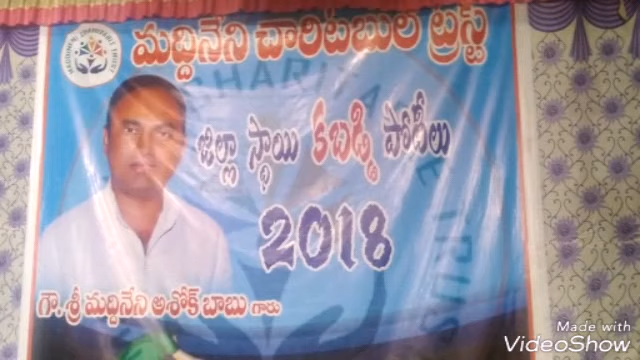 మద్దినేని చారిటబుల్ ట్రస్ట్
జిల్లా స్థాయి కబడ్డి పోటీలు
2018
గౌ. శ్రీ మద్దినేని అశోక్ బాబు గారు
Made with
VideoShow